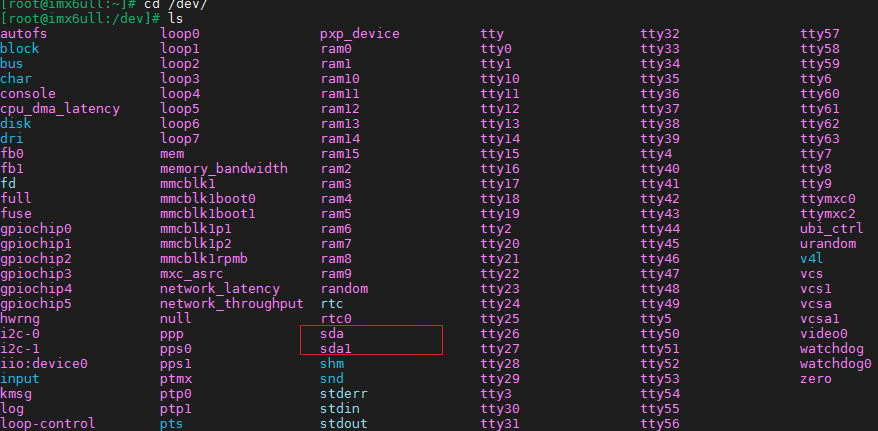 [root@imx6ull:~]# cd /dev/
[root@imx6ull:/dev]# ls
autofs loop0 pxp_device tty tty32 tty57
block loop1 ram0 tty0 tty33 tty58
bus loop2 ram1 tty1 tty34 tty59
char loop3 ram10 tty10 tty35 tty6
console loop4 ram11 tty11 tty36 tty60
cpu_dma_latency loop5 ram12 tty12 tty37 tty61
disk loop6 ram13 tty13 tty38 tty62
dri loop7 ram14 tty14 tty39 tty63
fb0 mem ram15 tty15 tty4 tty7
fb1 memory_bandwidth ram2 tty16 tty40 tty8
fd mmcblk1 ram3 tty17 tty41 tty9
full mmcblk1boot0 ram4 tty18 tty42 ttymxc0
fuse mmcblk1boot1 ram5 tty19 tty43 ttymxc2
gpiochip0 mmcblk1p1 ram6 tty2 tty44 ubi_ctrl
gpiochip1 mmcblk1p2 ram7 tty20 tty45 urandom
gpiochip2 mmcblk1rpmb ram8 tty21 tty46 v4l
gpiochip3 mxc_asrc ram9 tty22 tty47 vcs
gpiochip4 network_latency random tty23 tty48 vcs1
gpiochip5 network_throughput rtc tty24 tty49 vcsa
hwrng null rtc0 tty25 tty5 vcsa1
i2c-0 ppp sda tty26 tty50 video0
i2c-1 pps0 sda1 tty27 tty51 watchdog
iio:device0 pps1 shm tty28 tty52 watchdog0
input ptmx snd tty29 tty53 zero
kmsg ptp0 stderr tty3 tty54
log ptp1 stdin tty30 tty55
loop-control pts stdout tty31 tty56